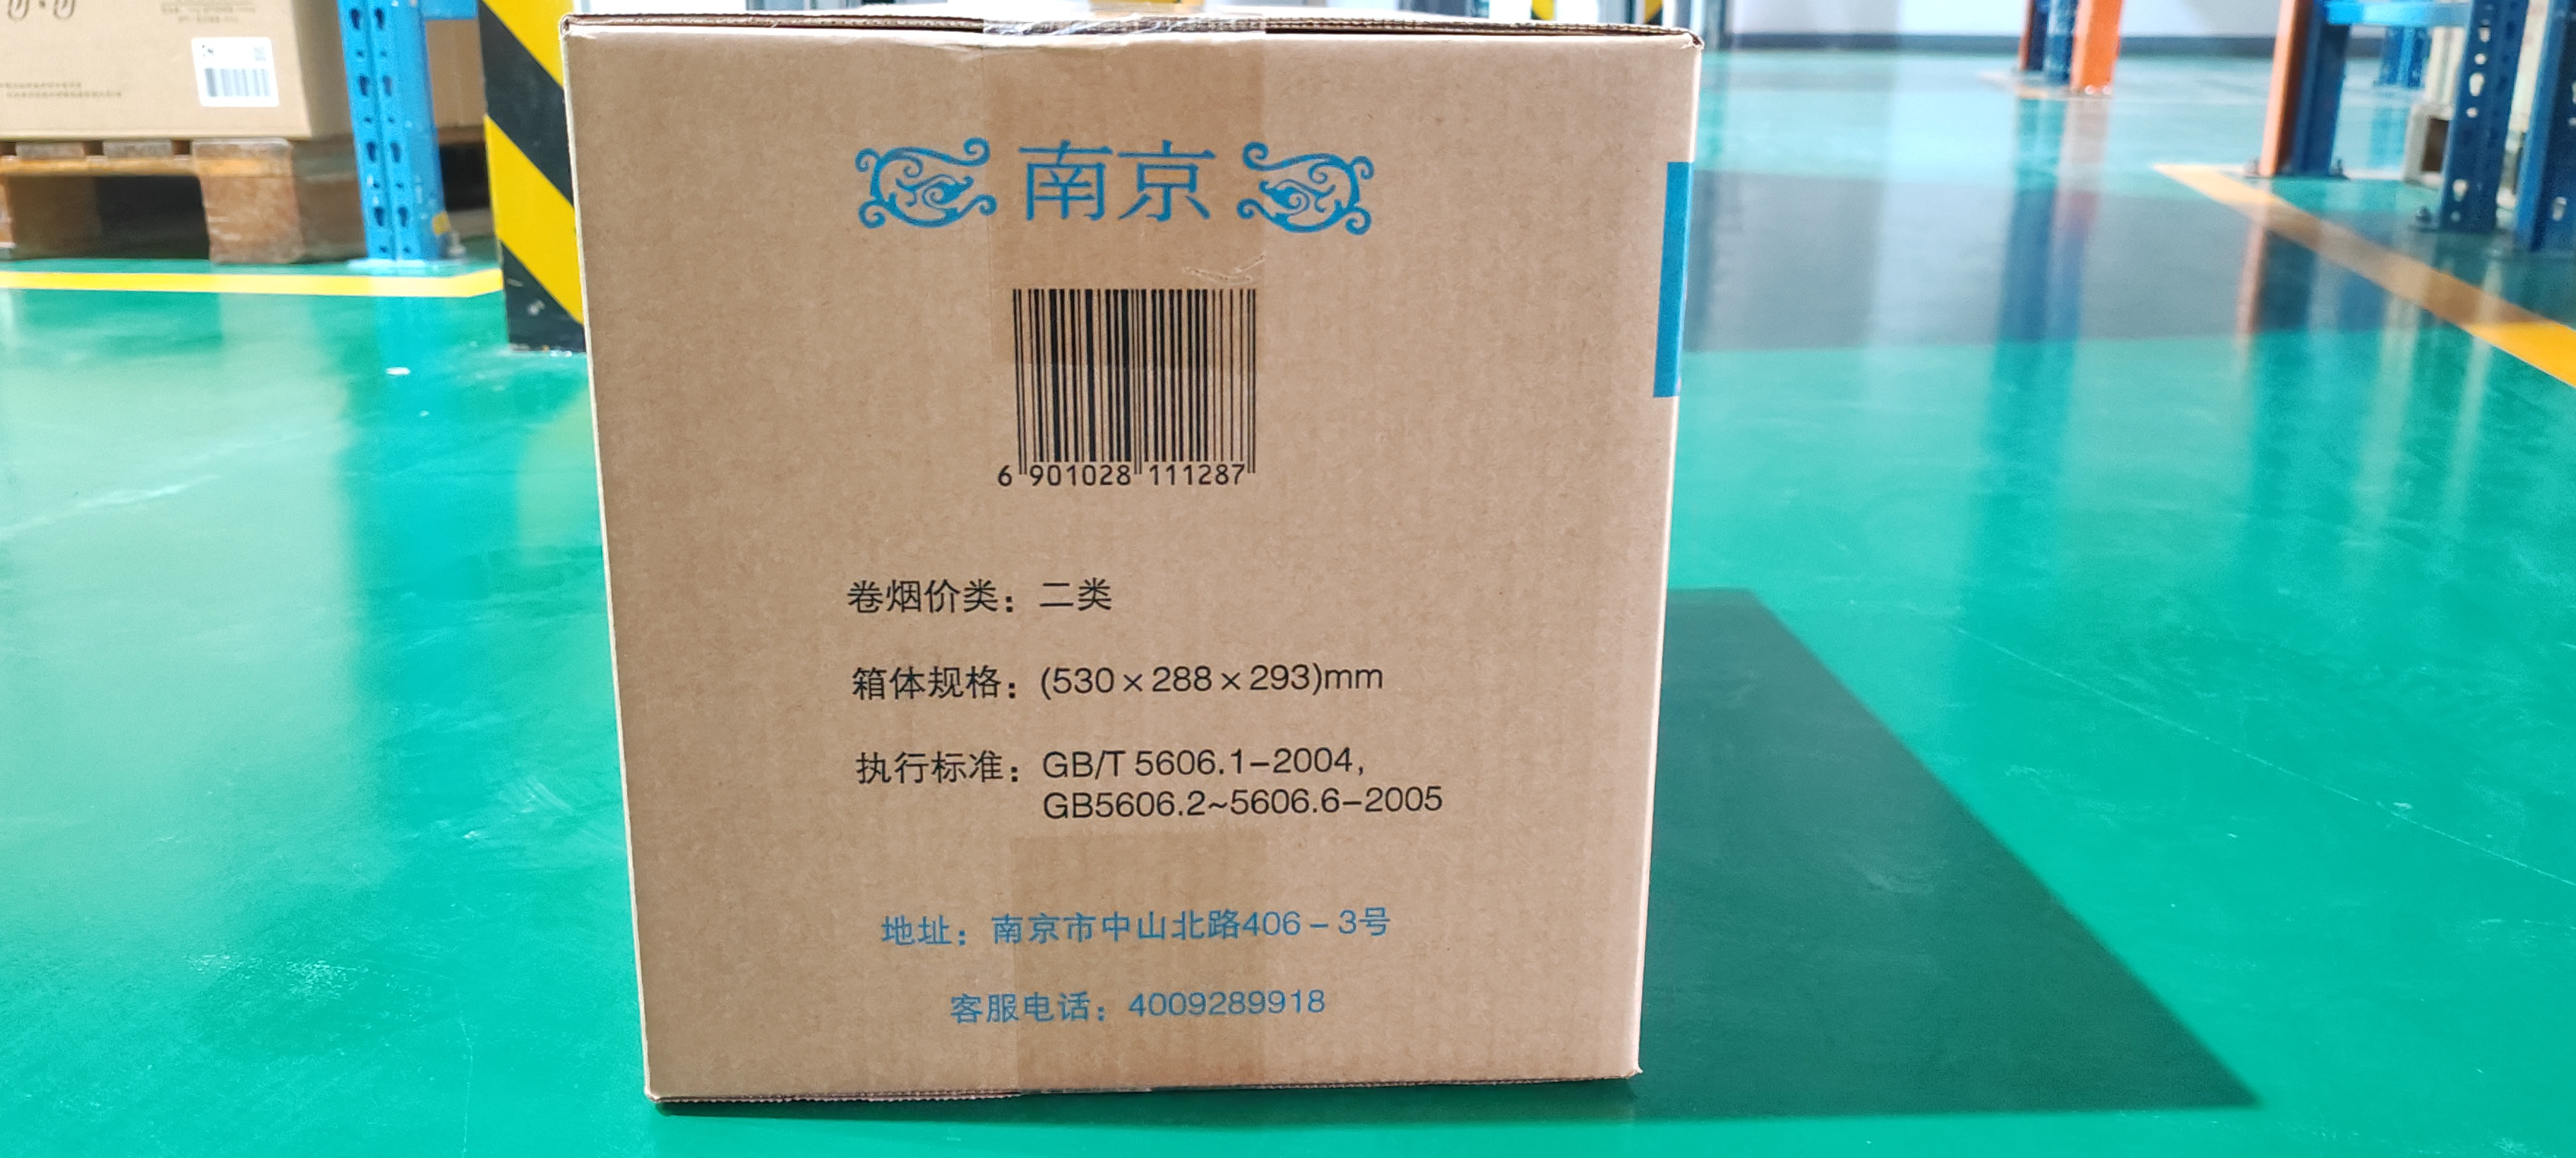 南京
6 901028 111287
卷烟价类：二类
箱体规格：(530×288×293)mm
执行标准：GB/T 5606.1-2004,
GB5606.2~5606.6-2005
地址：南京市中山北路406-3号
客服电话：4009289918